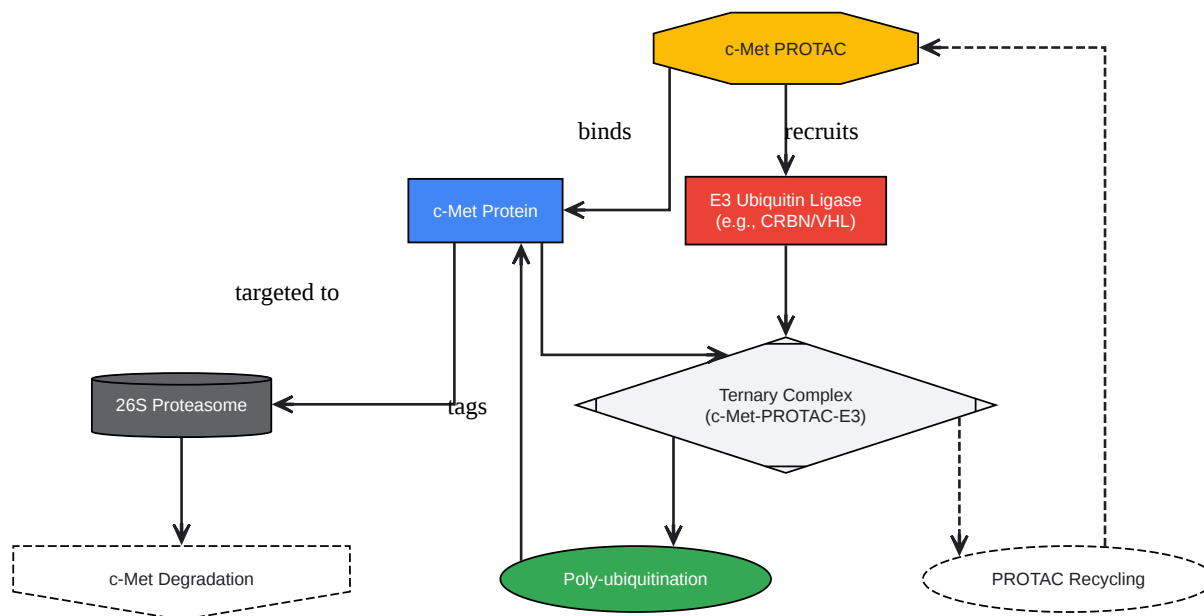 c-Met PROTAC
binds
recruits
c-Met Protein
E3 Ubiquitin Ligase
(e.g., CRBN/VHL)
targeted to
26S Proteasome
tags
Ternary Complex
(c-Met-PROTAC-E3)
c-Met Degradation
Poly-ubiquitination
PROTAC Recycling